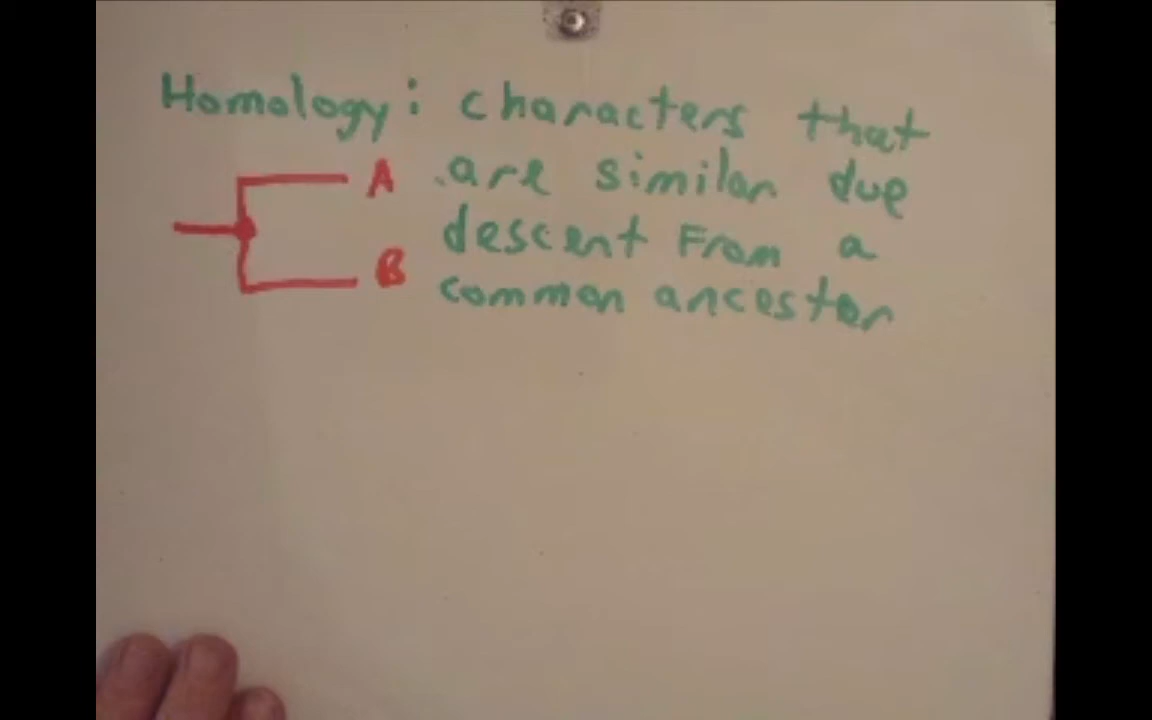 Homology: characters that
A are similar due
descent From a
B common ancestor